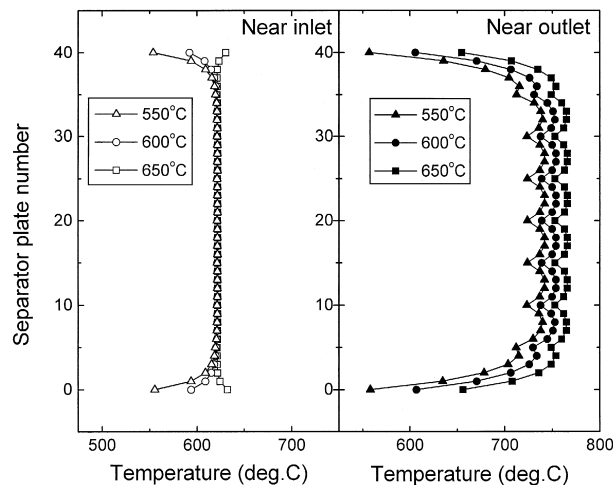 Near inlet
Near outlet
40
30
20
10
0
Separator plate number
550°C
600°C
650°C
550°C
600°C
650°C
500
600
700
600
700
800
Temperature (deg.C)
Temperature (deg.C)